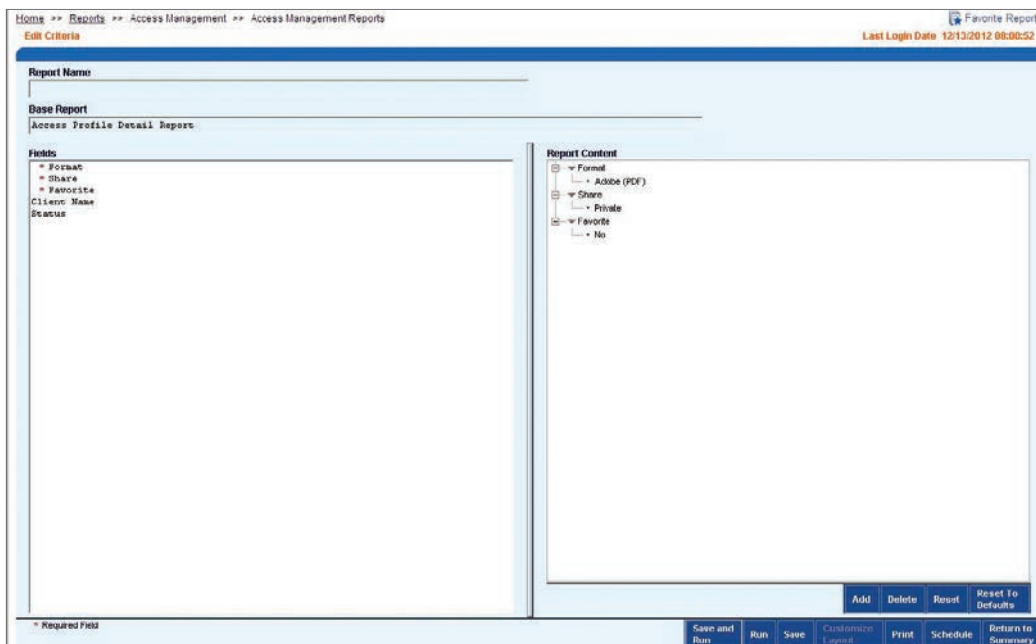 Home >> Reports >> Access Management >> Access Management Reports
Favorite Report
Edit Criteria
Last Login Date 12/13/2012 08:00:52
Report Name
Base Report
Access Profile Detail Report
Fields
* Format
* Share
* Favorite
Client Name
Status
Report Content
Format
Adobe (PDF)
Share
Private
Favorite
No
Add
Delete
Reset
Reset To Defaults
* Required Field
Save and Run
Run
Save
Customize Layout
Print
Schedule
Return to Summary